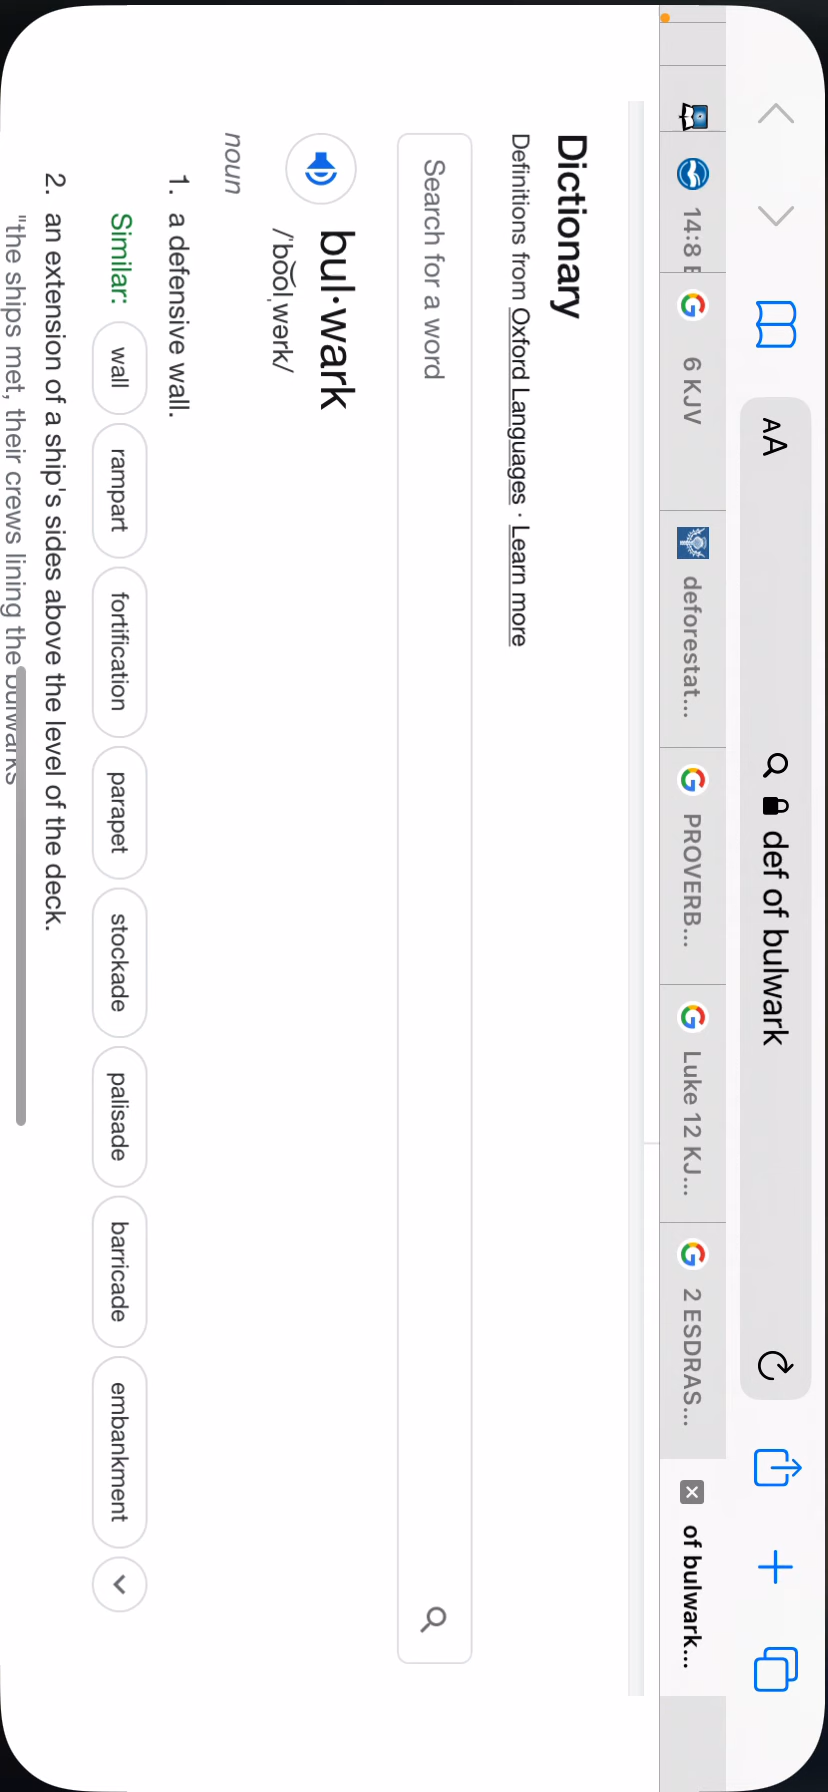 AA
def of bulwark
14:8
6 KJV
deforestat...
PROVERB...
Luke 12 KJ...
2 ESDRAS...
of bulwark...
Dictionary
Definitions from Oxford Languages · Learn more
Search for a word
bul·wark
/ˈbo͝olˌwərk/
noun
1. a defensive wall.
Similar: wall rampart fortification parapet stockade palisade barricade embankment
2. an extension of a ship's sides above the level of the deck.
"the ships met, their crews lining the bulwarks